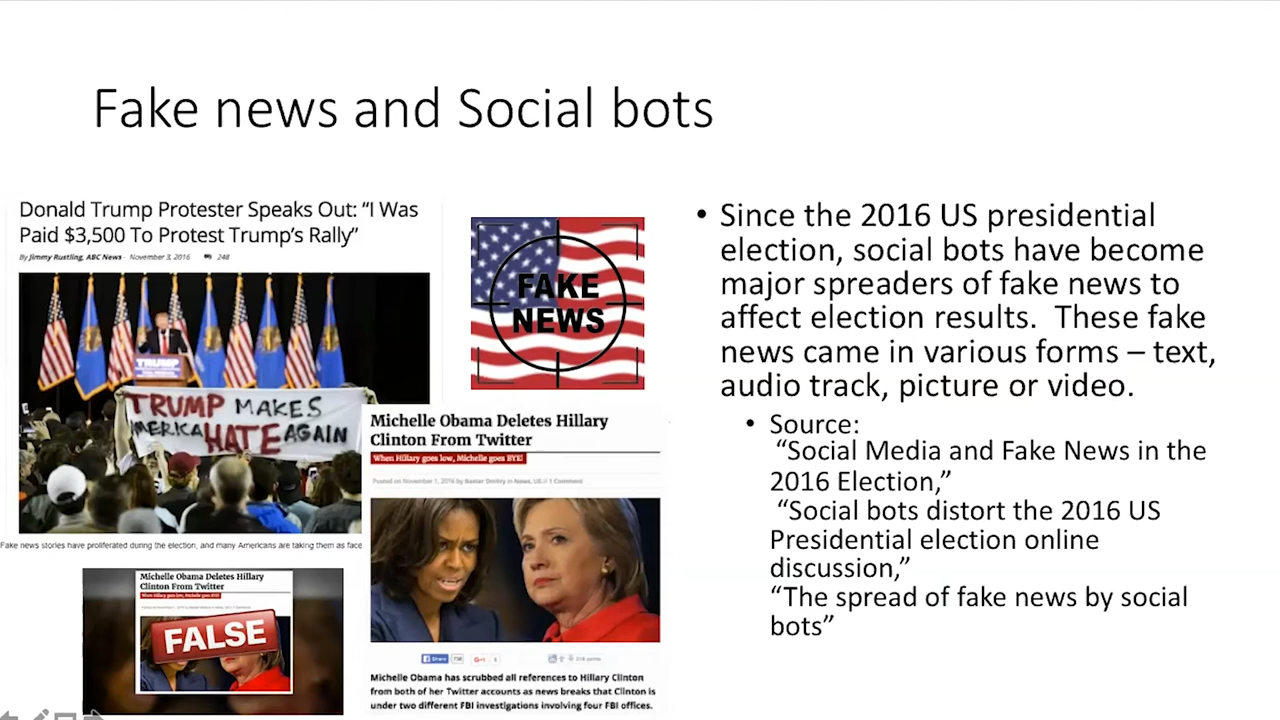 Fake news and Social bots
Donald Trump Protester Speaks Out: “I Was
Paid $3,500 To Protest Trump’s Rally”
By Jimmy Rustling, ABC News - November 3, 2016 248
TRUMP
TRUMP MAKES
MERICA HATE AGAIN
Fake news stories have proliferated during the election, and many Americans are taking them as face
FAKE
NEWS
Michelle Obama Deletes Hillary
Clinton From Twitter
When Hillary goes low, Michelle goes BYE!
Posted on November 1, 2016 by Baxter Dmitry in News, US // 1 Comment
Share
G+1
Michelle Obama has scrubbed all references to Hillary Clinton
from both of her Twitter accounts as news breaks that Clinton is
under two different FBI investigations involving four FBI offices.
Michelle Obama Deletes Hillary
Clinton From Twitter
When Hillary goes low, Michelle goes BYE!
FALSE
• Since the 2016 US presidential
election, social bots have become
major spreaders of fake news to
affect election results. These fake
news came in various forms – text,
audio track, picture or video.
• Source:
“Social Media and Fake News in the
2016 Election,”
“Social bots distort the 2016 US
Presidential election online
discussion,”
“The spread of fake news by social
bots”